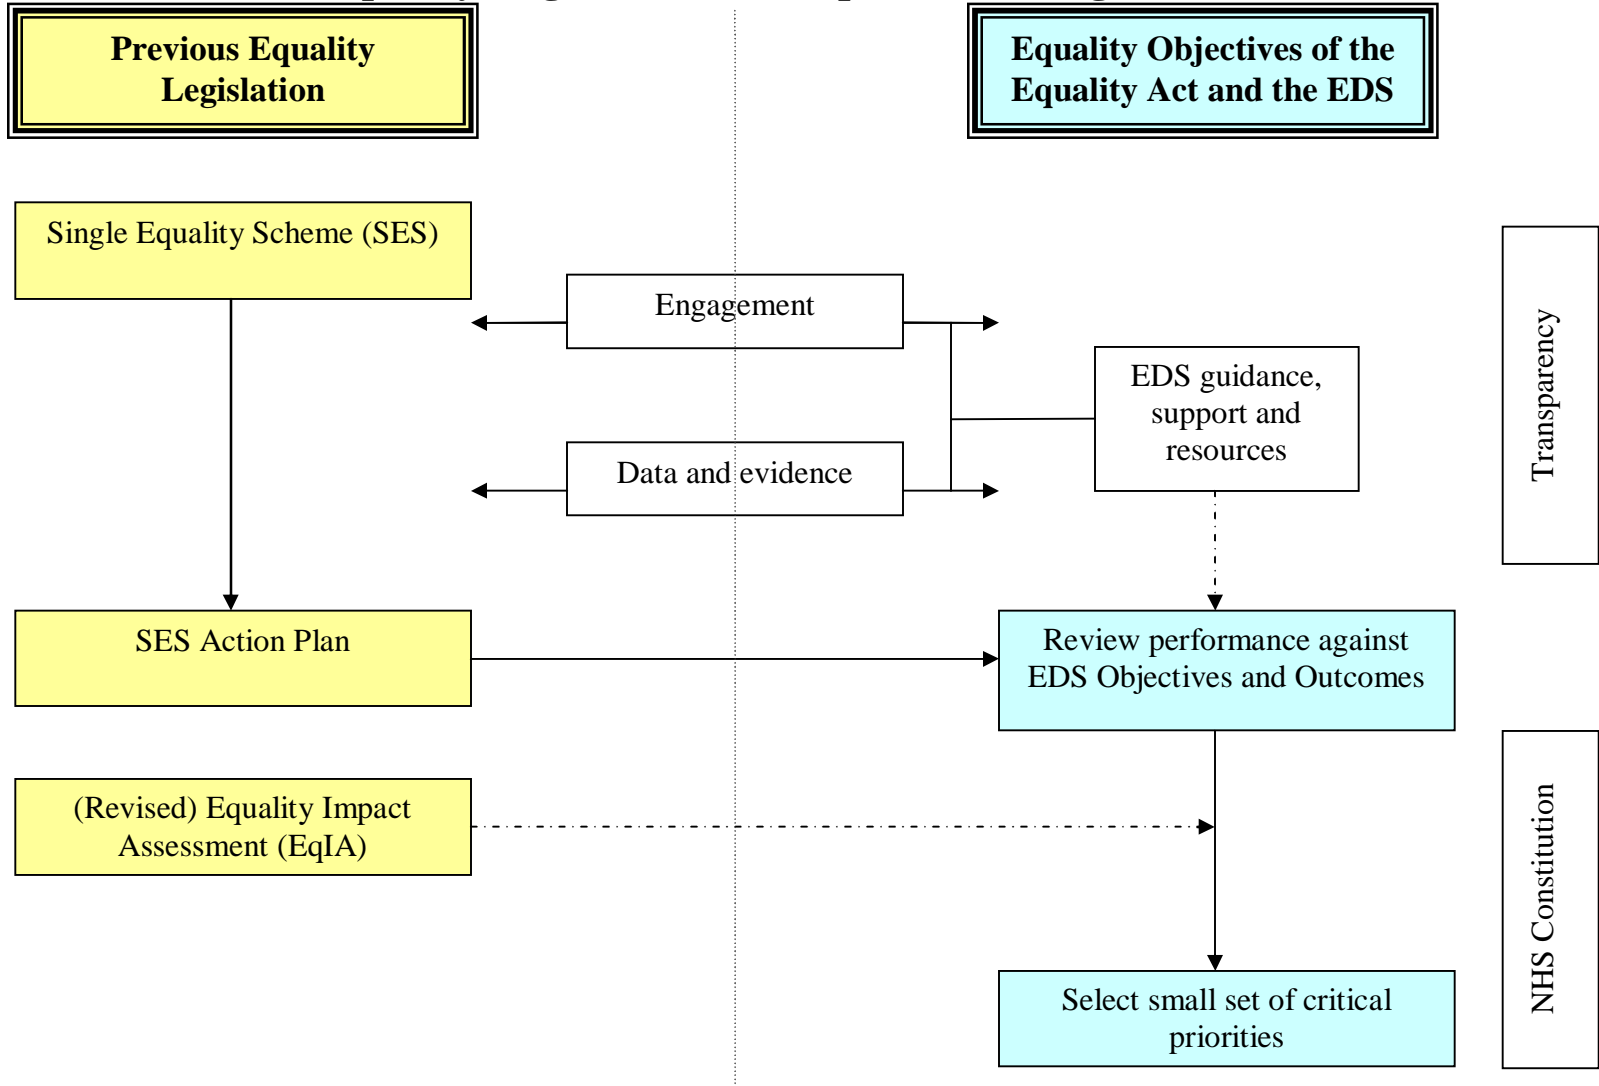 Previous Equality
Legislation
Equality Objectives of the
Equality Act and the EDS
Single Equality Scheme (SES)
Engagement
EDS guidance,
support and
resources
Data and evidence
Transparency
SES Action Plan
Review performance against
EDS Objectives and Outcomes
(Revised) Equality Impact
Assessment (EqIA)
NHS Constitution
Select small set of critical
priorities